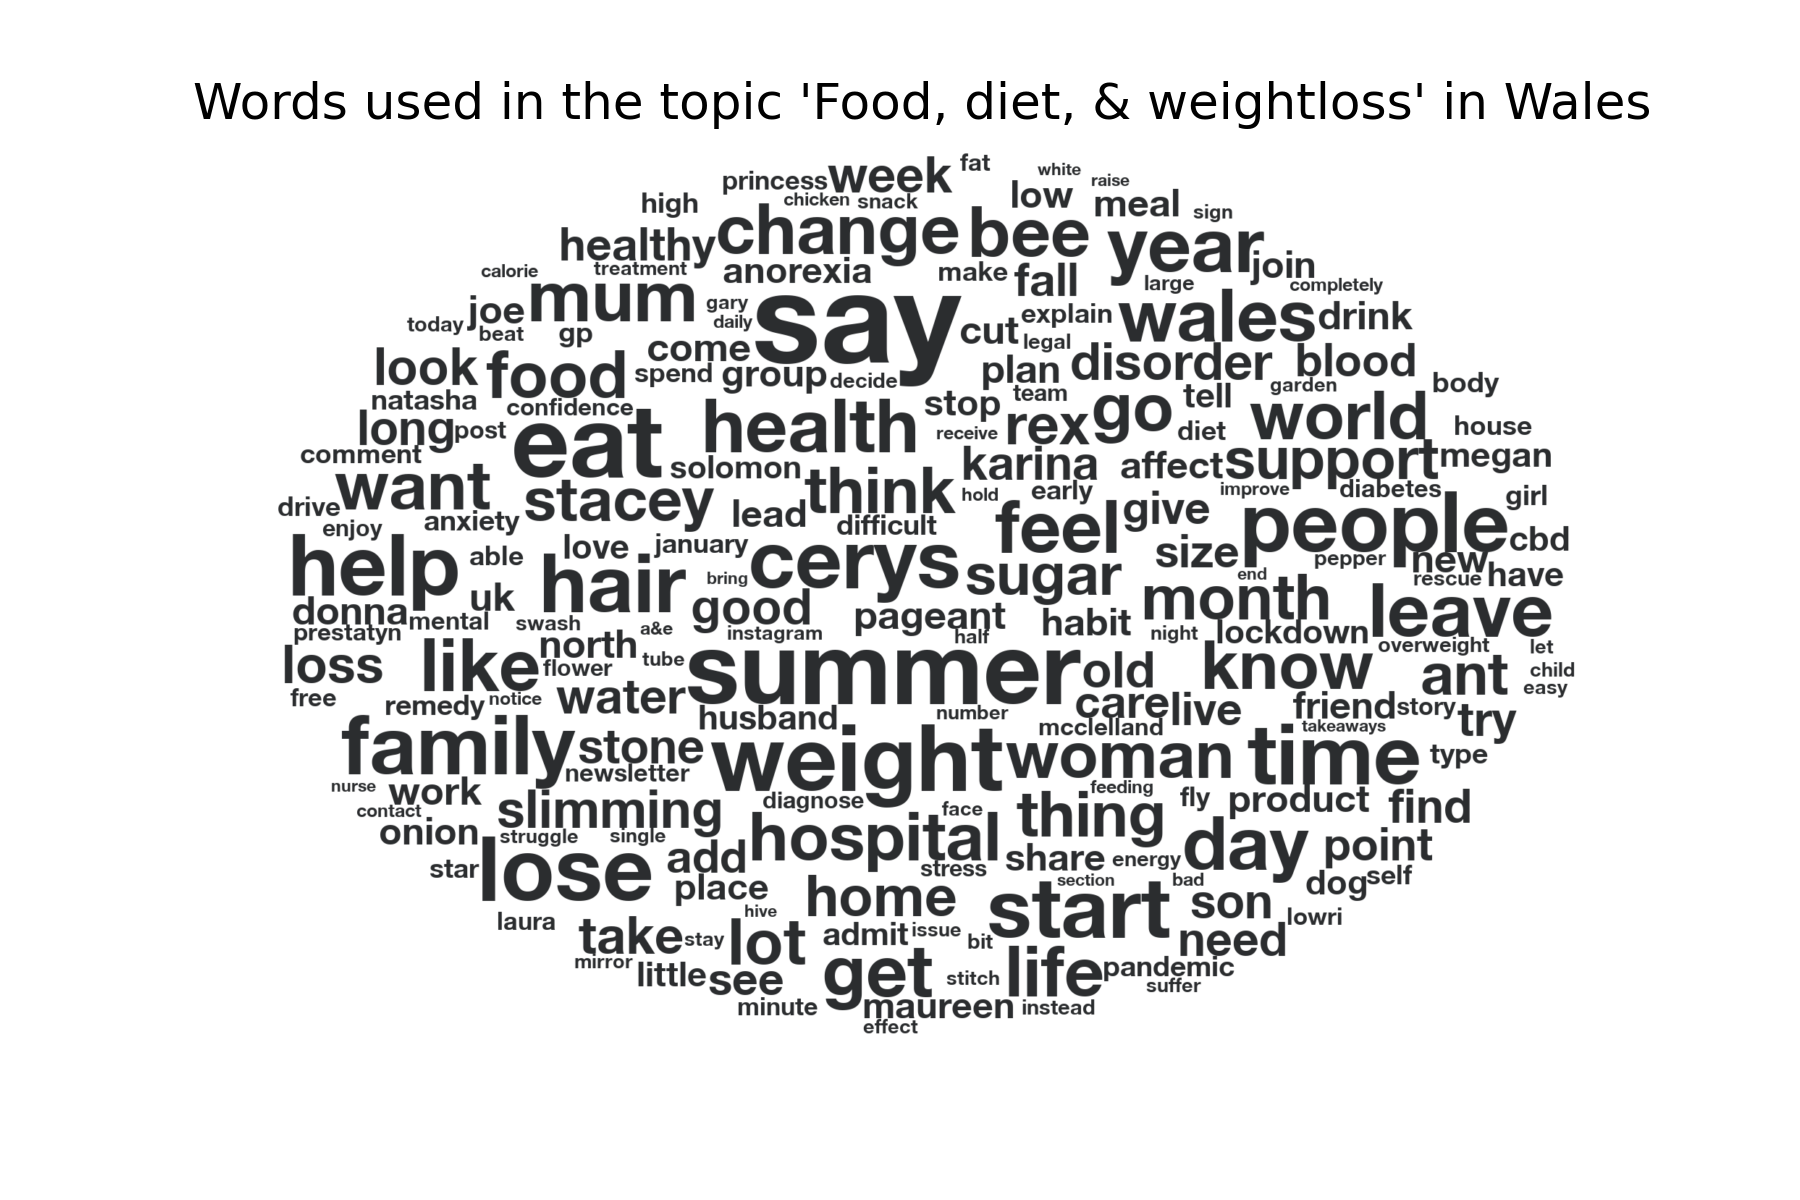 Words used in the topic 'Food, diet, & weightloss' in Wales
princess week fat white raise
high chicken snack low meal sign
healthy change bee year join
calorie treatment anorexia make fall large completely
joe mum gary say explain wales drink
today beat gp daily cut legal
look food come spend group decide plan disorder blood
natasha confidence stop team tell garden body
long post eat health receive rex go diet world house
comment solomon karina affect support megan
drive want stacey lead think hold early give improve diabetes girl
enjoy anxiety difficult feel people cbd
help able love january cerys size pepper new
uk hair bring sugar end rescue have
donna mental swash good pageant habit month leave
prestatyn north a&e instagram half night lockdown overweight let
loss like flower tube summer old know ant child
free remedy notice water care live friend story easy
family husband number mcclelland takeaways try
stone newsletter weight woman time type
nurse work diagnose feeding fly product find
contact slimming face thing
onion struggle single hospital day point
star lose add stress share energy
place home section bad dog self
laura hive start son lowri
take stay lot admit issue bit need
mirror little see get stitch life pandemic
minute maureen instead suffer
effect